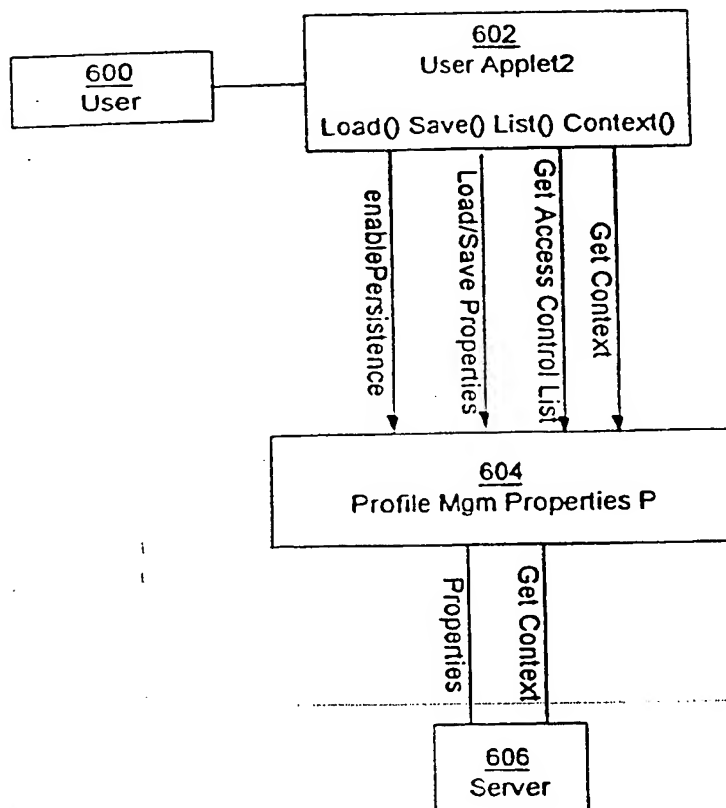 602
User Applet2
600
User
Load() Save() List() Context()
enablePersistence
Load/Save Properties
Get Access Control List
Get Context
604
Profile Mgm Properties P
Properties
Get Context
606
Server